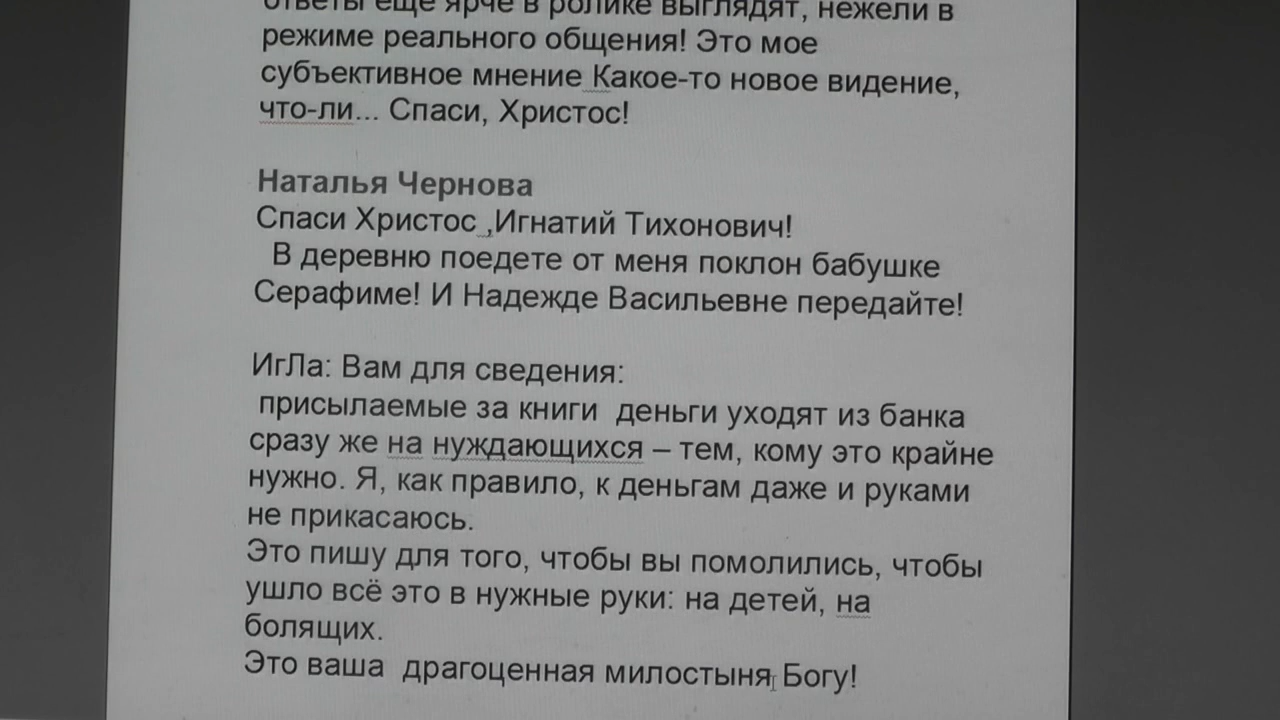 ответы ещё ярче в ролике выглядят, нежели в
режиме реального общения! Это мое
субъективное мнение Какое-то новое видение,
что-ли... Спаси, Христос!
Наталья Чернова
Спаси Христос ,Игнатий Тихонович!
В деревню поедете от меня поклон бабушке
Серафиме! И Надежде Васильевне передайте!
ИгЛа: Вам для сведения:
присылаемые за книги  деньги уходят из банка
сразу же на нуждающихся – тем, кому это крайне
нужно. Я, как правило, к деньгам даже и руками
не прикасаюсь.
Это пишу для того, чтобы вы помолились, чтобы
ушло всё это в нужные руки: на детей, на
болящих.
Это ваша  драгоценная милостыня Богу!